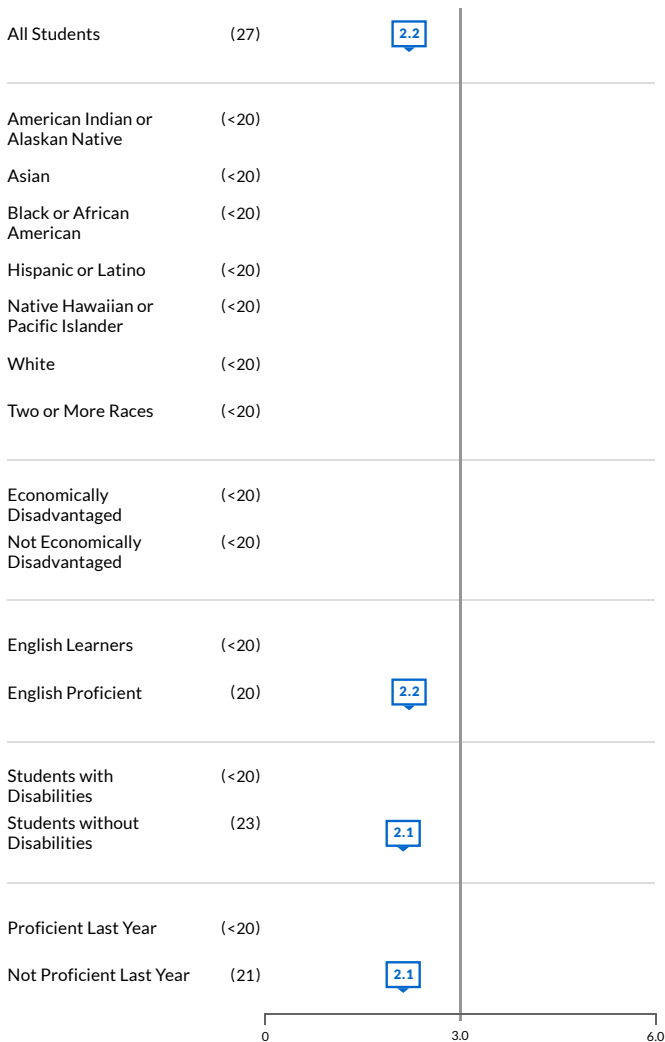 All Students (27) 2.2
American Indian or
Alaskan Native (<20)
Asian (<20)
Black or African
American (<20)
Hispanic or Latino (<20)
Native Hawaiian or
Pacific Islander (<20)
White (<20)
Two or More Races (<20)
Economically
Disadvantaged (<20)
Not Economically
Disadvantaged (<20)
English Learners (<20)
English Proficient (20) 2.2
Students with
Disabilities (<20)
Students without
Disabilities (23) 2.1
Proficient Last Year (<20)
Not Proficient Last Year (21) 2.1
0 3.0 6.0